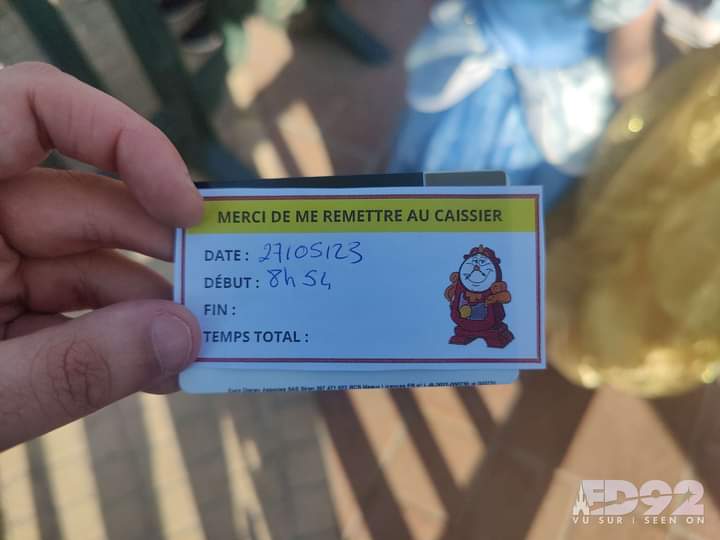 MERCI DE ME REMETTRE AU CAISSIER
DATE : 27/05/23
DÉBUT : 8h54
FIN :
TEMPS TOTAL :
ED92
VU SUR | SEEN ON